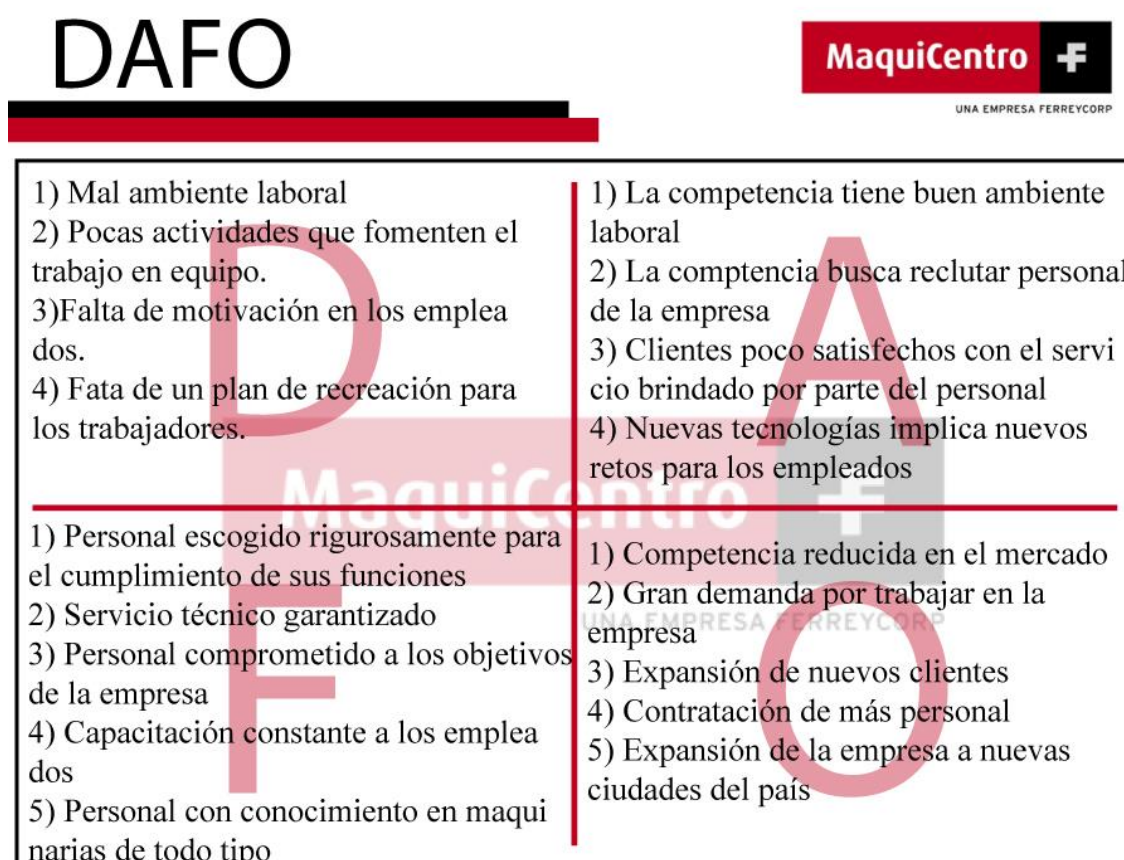 DAFO
MaquiCentro
UNA EMPRESA FERREYCORP
1) Mal ambiente laboral
2) Pocas actividades que fomenten el
trabajo en equipo.
3)Falta de motivación en los emplea
dos.
4) Fata de un plan de recreación para
los trabajadores.
D
1) La competencia tiene buen ambiente
laboral
2) La comptencia busca reclutar personal
de la empresa
3) Clientes poco satisfechos con el servi
cio brindado por parte del personal
4) Nuevas tecnologías implica nuevos
retos para los empleados
A
MaquiCentro
UNA EMPRESA FERREYCORP
1) Personal escogido rigurosamente para
el cumplimiento de sus funciones
2) Servicio técnico garantizado
3) Personal comprometido a los objetivos
de la empresa
4) Capacitación constante a los emplea
dos
5) Personal con conocimiento en maqui
narias de todo tipo
F
1) Competencia reducida en el mercado
2) Gran demanda por trabajar en la
empresa
3) Expansión de nuevos clientes
4) Contratación de más personal
5) Expansión de la empresa a nuevas
ciudades del país
O